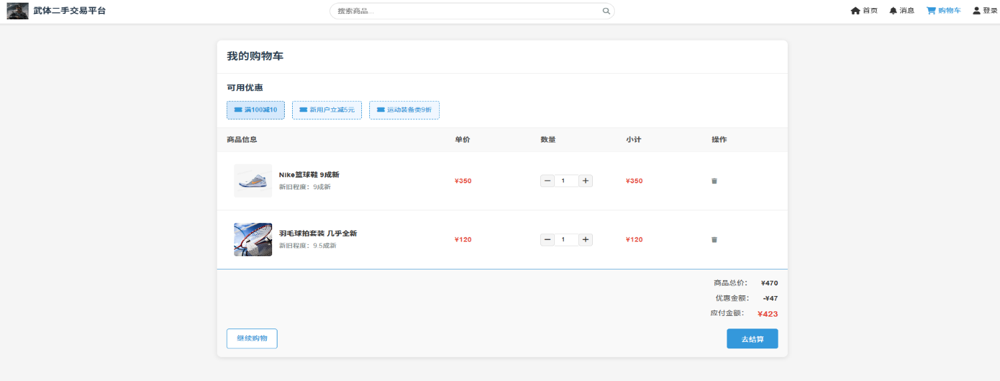 武体二手交易平台
搜索商品...
首页 消息 购物车 登录
我的购物车
可用优惠
满100减10 新用户立减5元 运动装备类9折
商品信息 单价 数量 小计 操作
Nike篮球鞋 9成新
新旧程度：9成新
¥350 − 1 + ¥350
羽毛球拍套装 几乎全新
新旧程度：9.5成新
¥120 − 1 + ¥120
商品总价： ¥470
优惠金额： -¥47
应付金额： ¥423
继续购物 去结算